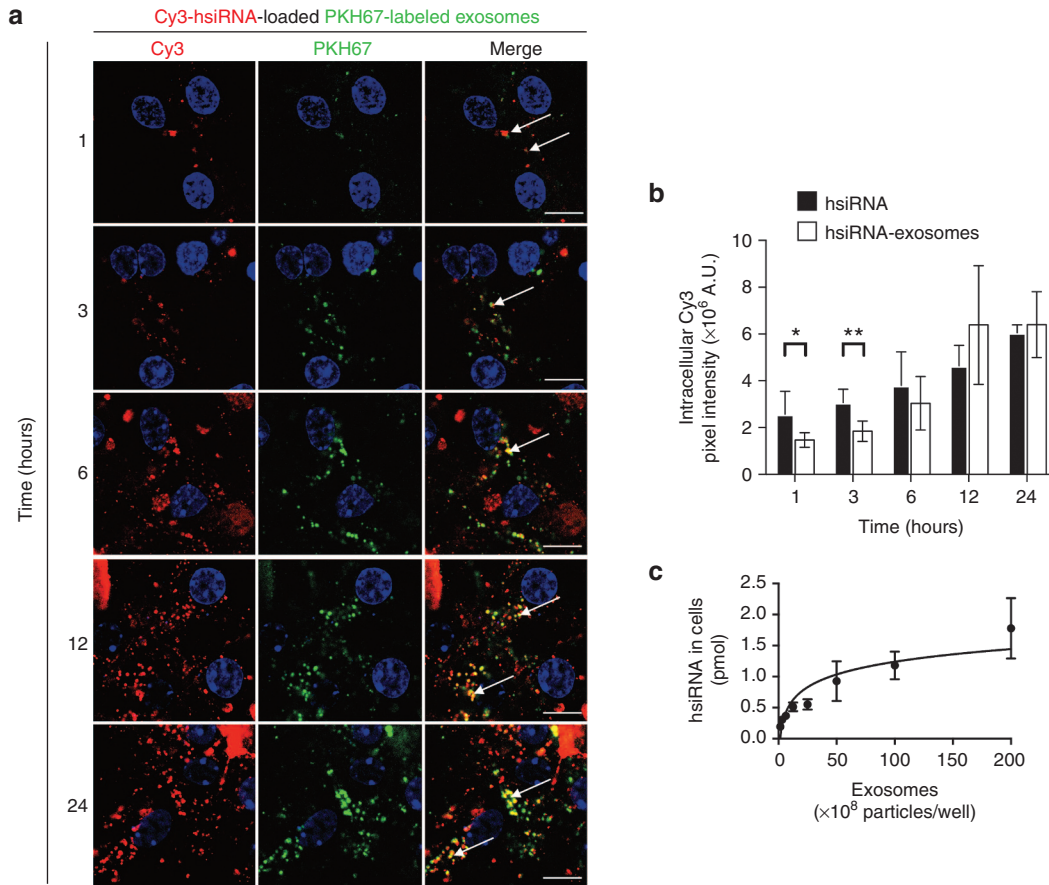 a
Cy3-hsiRNA-loaded PKH67-labeled exosomes
Cy3 PKH67 Merge
Time (hours)
1
3
6
12
24
b
hsiRNA
hsiRNA-exosomes
Intracellular Cy3
pixel intensity (×10⁶ A.U.)
10
8
6
4
2
0
* **
1 3 6 12 24
Time (hours)
c
hsiRNA in cells
(pmol)
2.5
2.0
1.5
1.0
0.5
0.0
0 50 100 150 200
Exosomes
(×10⁸ particles/well)